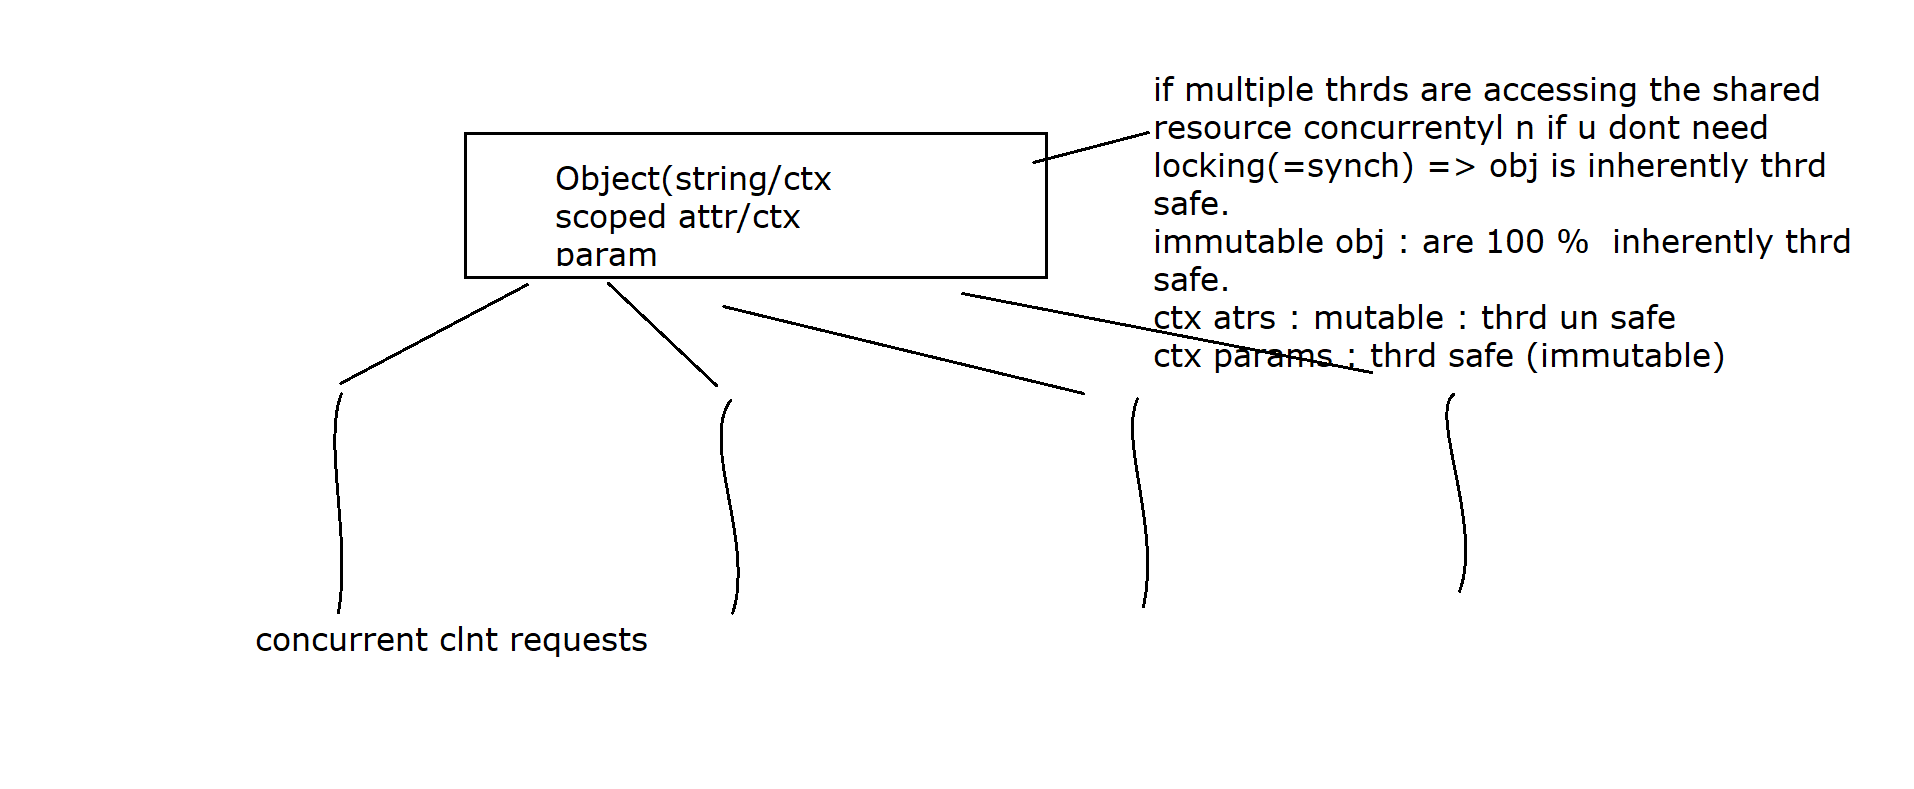 if multiple thrds are accessing the shared
resource concurrentyl n if u dont need
locking(=synch) => obj is inherently thrd
safe.
immutable obj : are 100 %  inherently thrd
safe.
ctx atrs : mutable : thrd un safe
ctx params : thrd safe (immutable)
Object(string/ctx
scoped attr/ctx
param
concurrent clnt requests